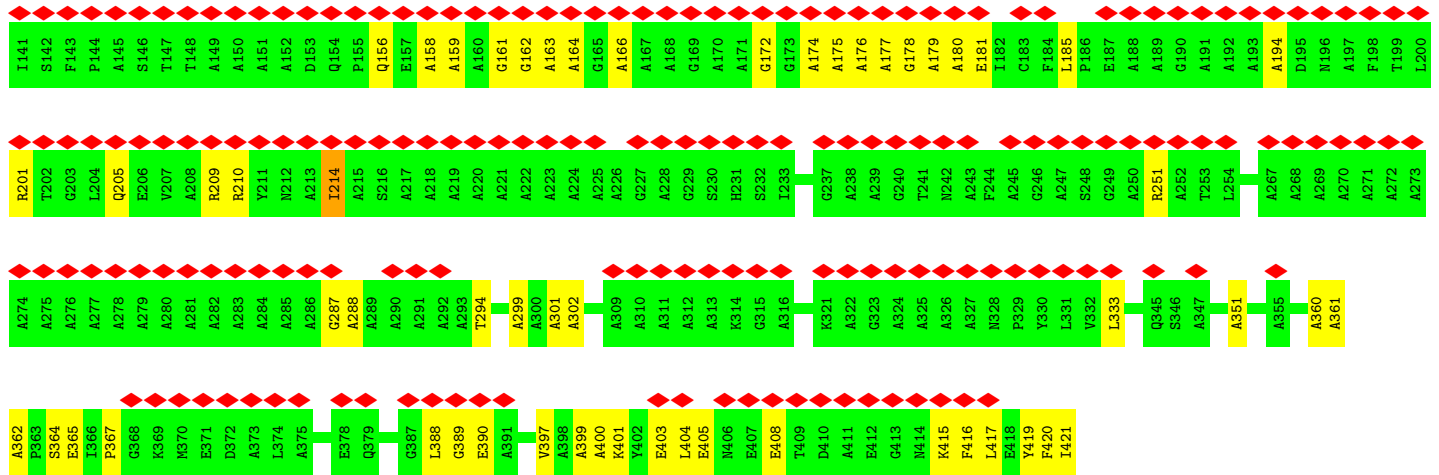 I141 S142 F143 P144 A145 S146 T147 T148 A149 A150 A151 A152 D153 Q154 P155 Q156 E157 A158 A159 A160 G161 G162 A163 A164 G165 A166 A167 A168 G169 A170 A171 G172 G173 A174 A175 A176 A177 G178 A179 A180 E181 I182 C183 F184 L185 P186 E187 A188 A189 G190 A191 A192 A193 A194 D195 N196 A197 F198 T199 L200
R201 T202 G203 L204 Q205 E206 V207 A208 R209 R210 Y211 N212 A213 I214 A215 S216 A217 A218 A219 A220 A221 A222 A223 A224 A225 A226 G227 A228 G229 S230 H231 S232 I233 G237 A238 A239 G240 T241 N242 A243 F244 A245 G246 A247 S248 G249 A250 R251 A252 T253 L254 A267 A268 A269 A270 A271 A272 A273
A274 A275 A276 A277 A278 A279 A280 A281 A282 A283 A284 A285 A286 G287 A288 A289 A290 A291 A292 A293 T294 A299 A300 A301 A302 A309 A310 A311 A312 A313 K314 G315 A316 K321 A322 G323 A324 A325 A326 A327 N328 P329 Y330 L331 V332 L333 Q345 S346 A347 A351 A355 A360 A361
A362 P363 S364 E365 I366 P367 G368 K369 M370 E371 D372 A373 L374 A375 E378 Q379 G387 L388 G389 E390 A391 V397 A398 A399 A400 K401 Y402 E403 L404 E405 N406 E407 E408 T409 D410 A411 E412 G413 N414 K415 F416 L417 E418 Y419 F420 I421